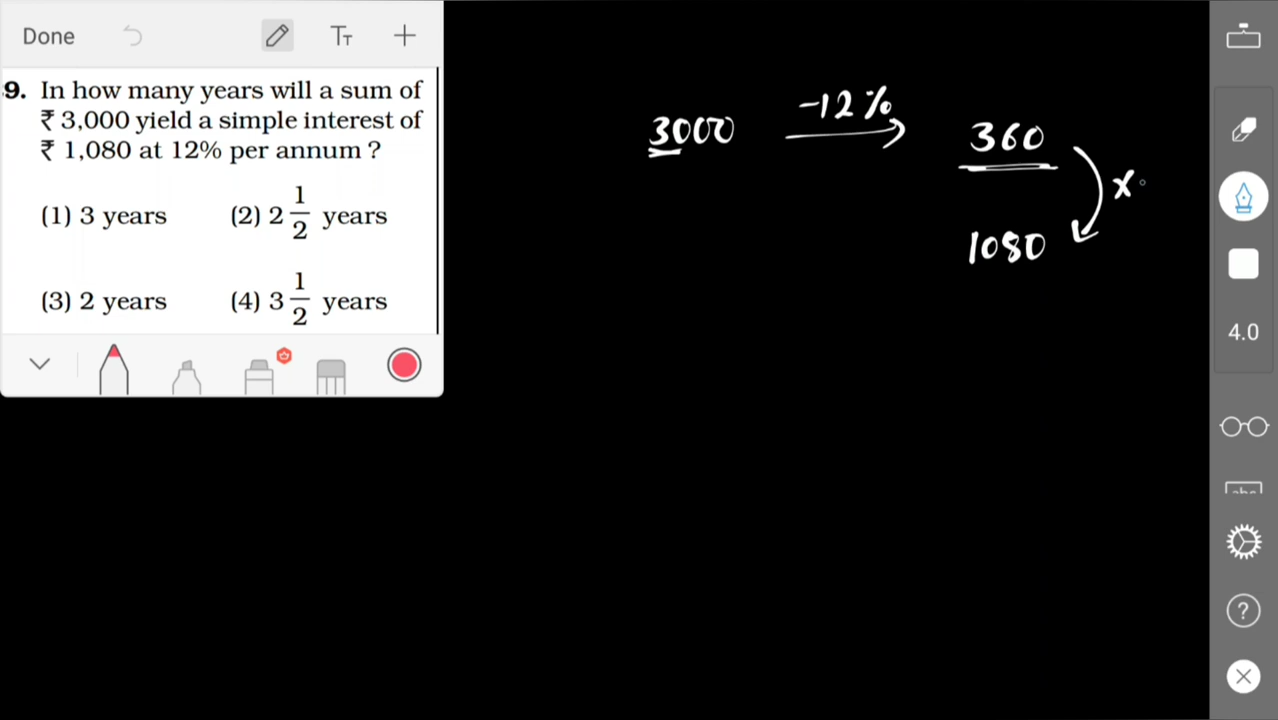 Done
9. In how many years will a sum of
₹ 3,000 yield a simple interest of
₹ 1,080 at 12% per annum ?
(1) 3 years (2) 2 1/2 years
(3) 2 years (4) 3 1/2 years
3000 -12% 360
x
1080
4.0
abc